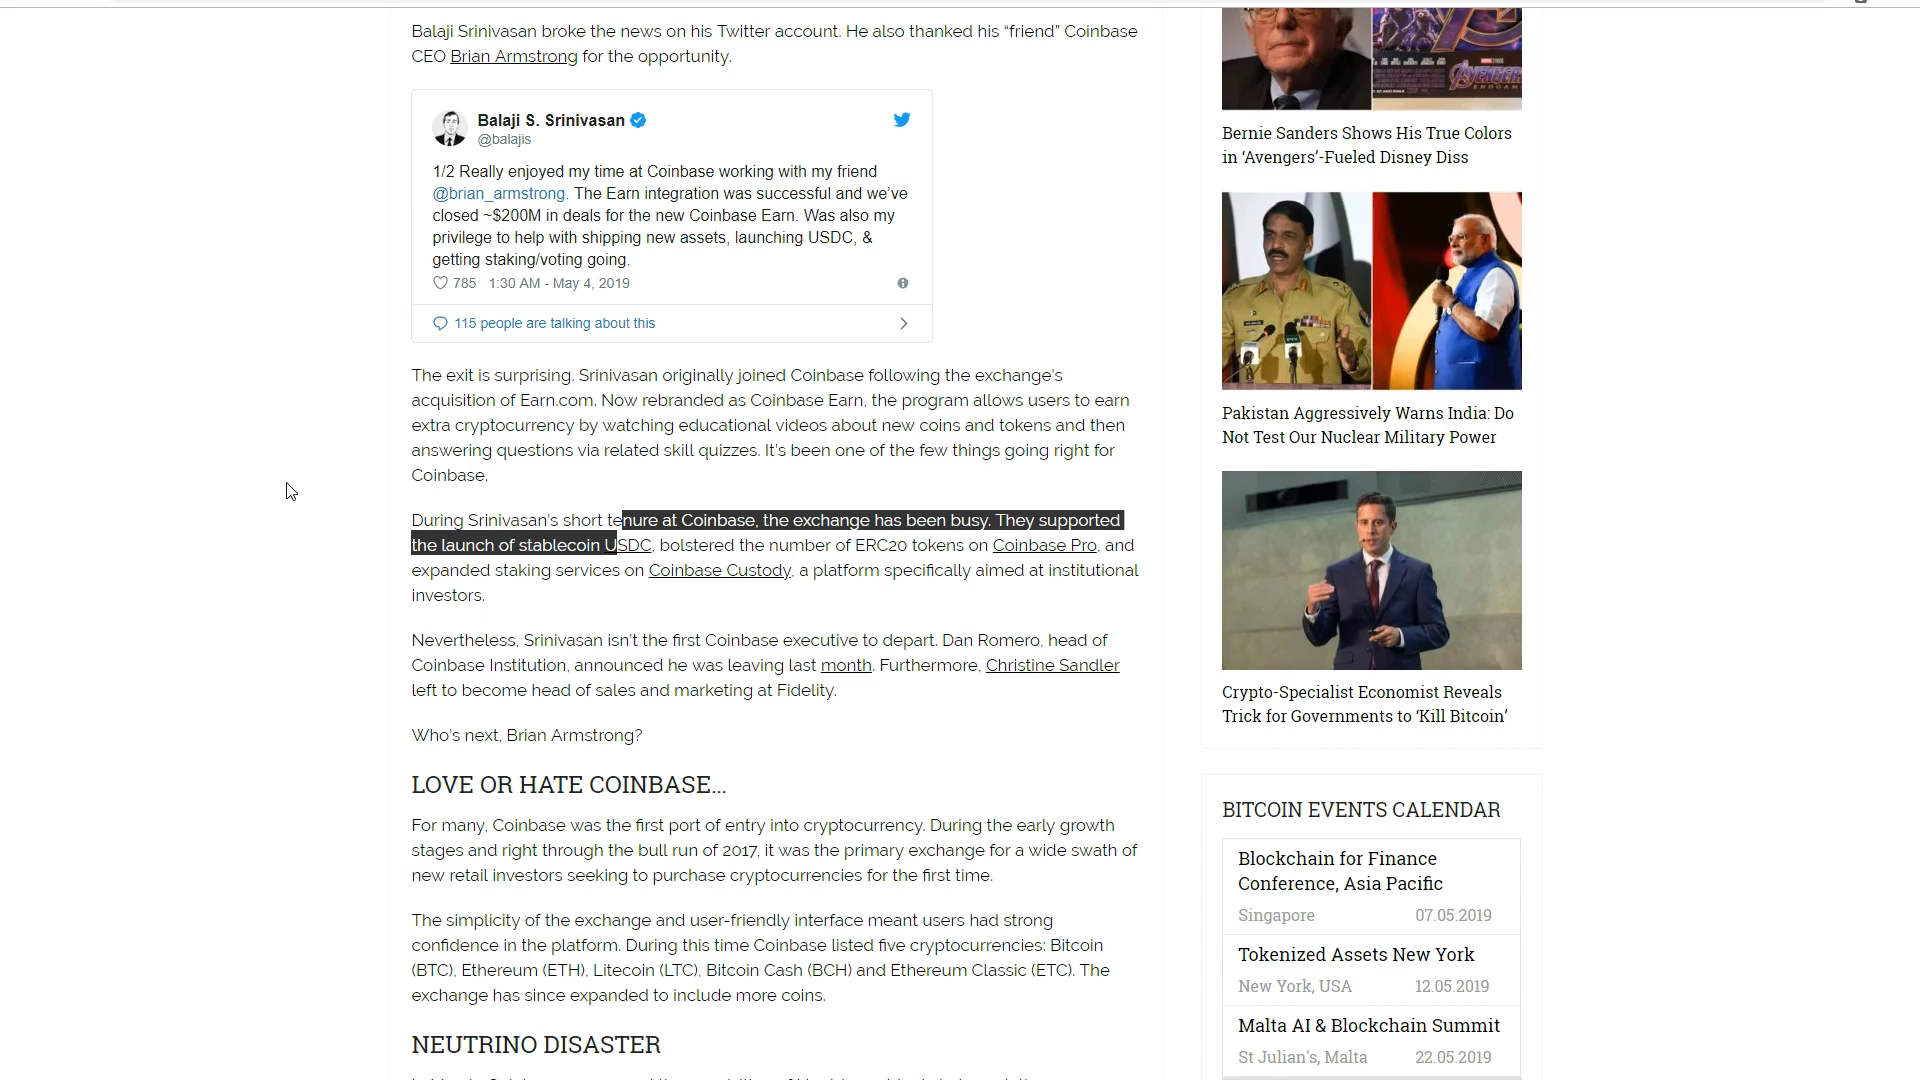 Balaji Srinivasan broke the news on his Twitter account. He also thanked his “friend” Coinbase
CEO Brian Armstrong for the opportunity.
Balaji S. Srinivasan
@balajis
1/2 Really enjoyed my time at Coinbase working with my friend
@brian_armstrong. The Earn integration was successful and we’ve
closed ~$200M in deals for the new Coinbase Earn. Was also my
privilege to help with shipping new assets, launching USDC, &
getting staking/voting going.
785 1:30 AM - May 4, 2019
115 people are talking about this
The exit is surprising. Srinivasan originally joined Coinbase following the exchange’s
acquisition of Earn.com. Now rebranded as Coinbase Earn, the program allows users to earn
extra cryptocurrency by watching educational videos about new coins and tokens and then
answering questions via related skill quizzes. It’s been one of the few things going right for
Coinbase.
During Srinivasan’s short tenure at Coinbase, the exchange has been busy. They supported
the launch of stablecoin USDC, bolstered the number of ERC20 tokens on Coinbase Pro, and
expanded staking services on Coinbase Custody, a platform specifically aimed at institutional
investors.
Nevertheless, Srinivasan isn’t the first Coinbase executive to depart. Dan Romero, head of
Coinbase Institution, announced he was leaving last month. Furthermore, Christine Sandler
left to become head of sales and marketing at Fidelity.
Who’s next, Brian Armstrong?
LOVE OR HATE COINBASE…
For many, Coinbase was the first port of entry into cryptocurrency. During the early growth
stages and right through the bull run of 2017, it was the primary exchange for a wide swath of
new retail investors seeking to purchase cryptocurrencies for the first time.
The simplicity of the exchange and user-friendly interface meant users had strong
confidence in the platform. During this time Coinbase listed five cryptocurrencies: Bitcoin
(BTC), Ethereum (ETH), Litecoin (LTC), Bitcoin Cash (BCH) and Ethereum Classic (ETC). The
exchange has since expanded to include more coins.
NEUTRINO DISASTER
MARVEL STUDIOS
AVENGERS
ENDGAME
Bernie Sanders Shows His True Colors
in ‘Avengers’-Fueled Disney Diss
Pakistan Aggressively Warns India: Do
Not Test Our Nuclear Military Power
Crypto-Specialist Economist Reveals
Trick for Governments to ‘Kill Bitcoin’
BITCOIN EVENTS CALENDAR
Blockchain for Finance
Conference, Asia Pacific
Singapore 07.05.2019
Tokenized Assets New York
New York, USA 12.05.2019
Malta AI & Blockchain Summit
St Julian's, Malta 22.05.2019